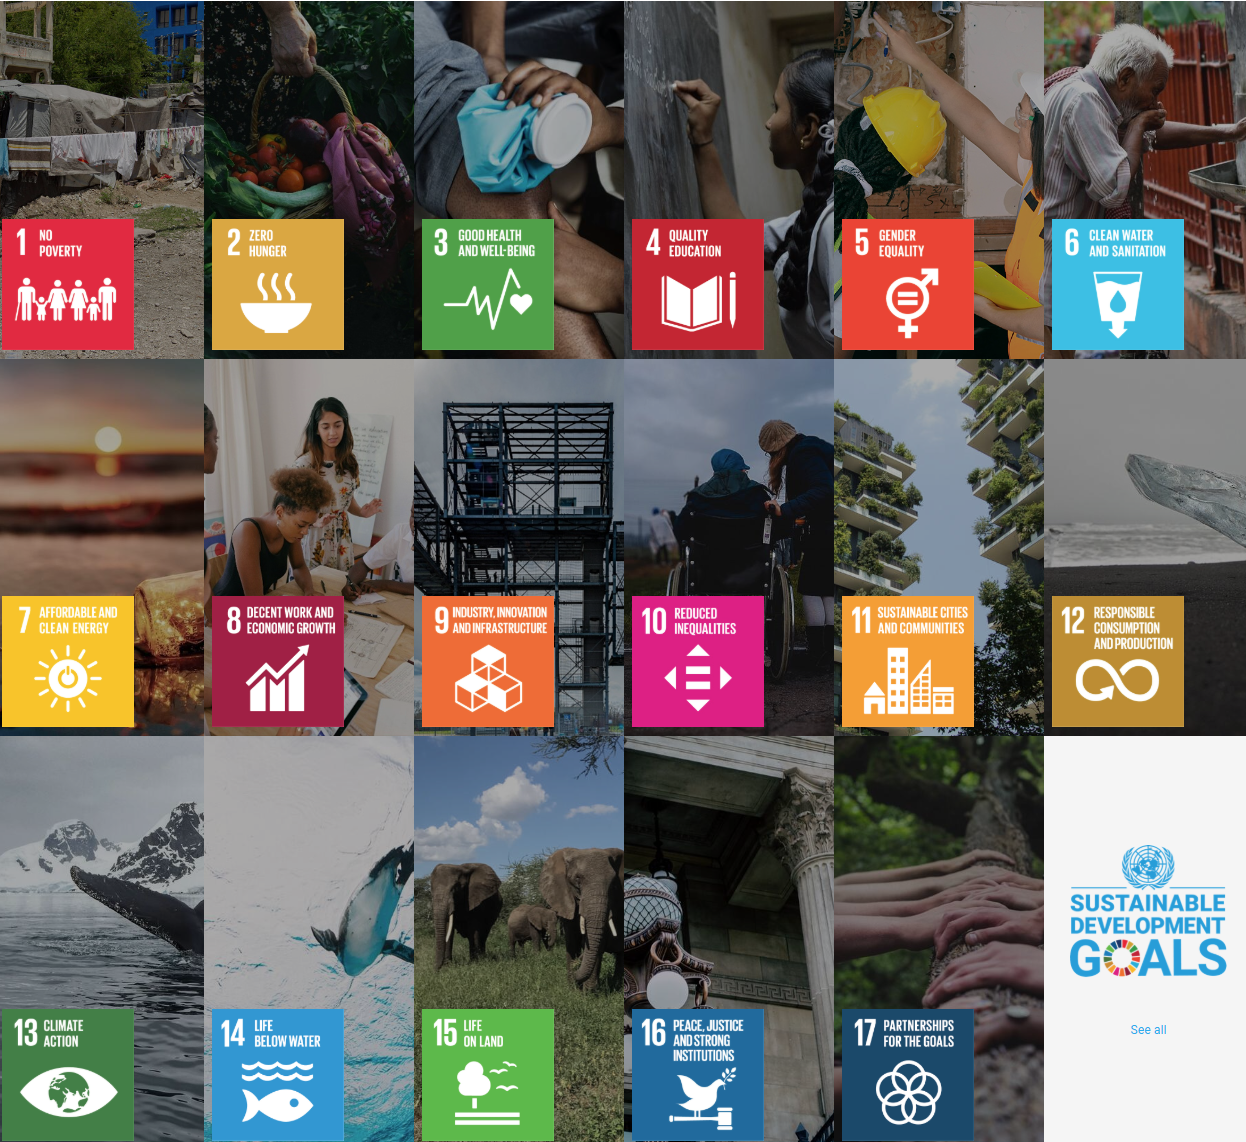 1 NO
POVERTY
2 ZERO
HUNGER
3 GOOD HEALTH
AND WELL-BEING
4 QUALITY
EDUCATION
5 GENDER
EQUALITY
6 CLEAN WATER
AND SANITATION
7 AFFORDABLE AND
CLEAN ENERGY
8 DECENT WORK AND
ECONOMIC GROWTH
9 INDUSTRY, INNOVATION
AND INFRASTRUCTURE
10 REDUCED
INEQUALITIES
11 SUSTAINABLE CITIES
AND COMMUNITIES
12 RESPONSIBLE
CONSUMPTION
AND PRODUCTION
13 CLIMATE
ACTION
14 LIFE
BELOW WATER
15 LIFE
ON LAND
16 PEACE, JUSTICE
AND STRONG
INSTITUTIONS
17 PARTNERSHIPS
FOR THE GOALS
SUSTAINABLE
DEVELOPMENT
GOALS
See all